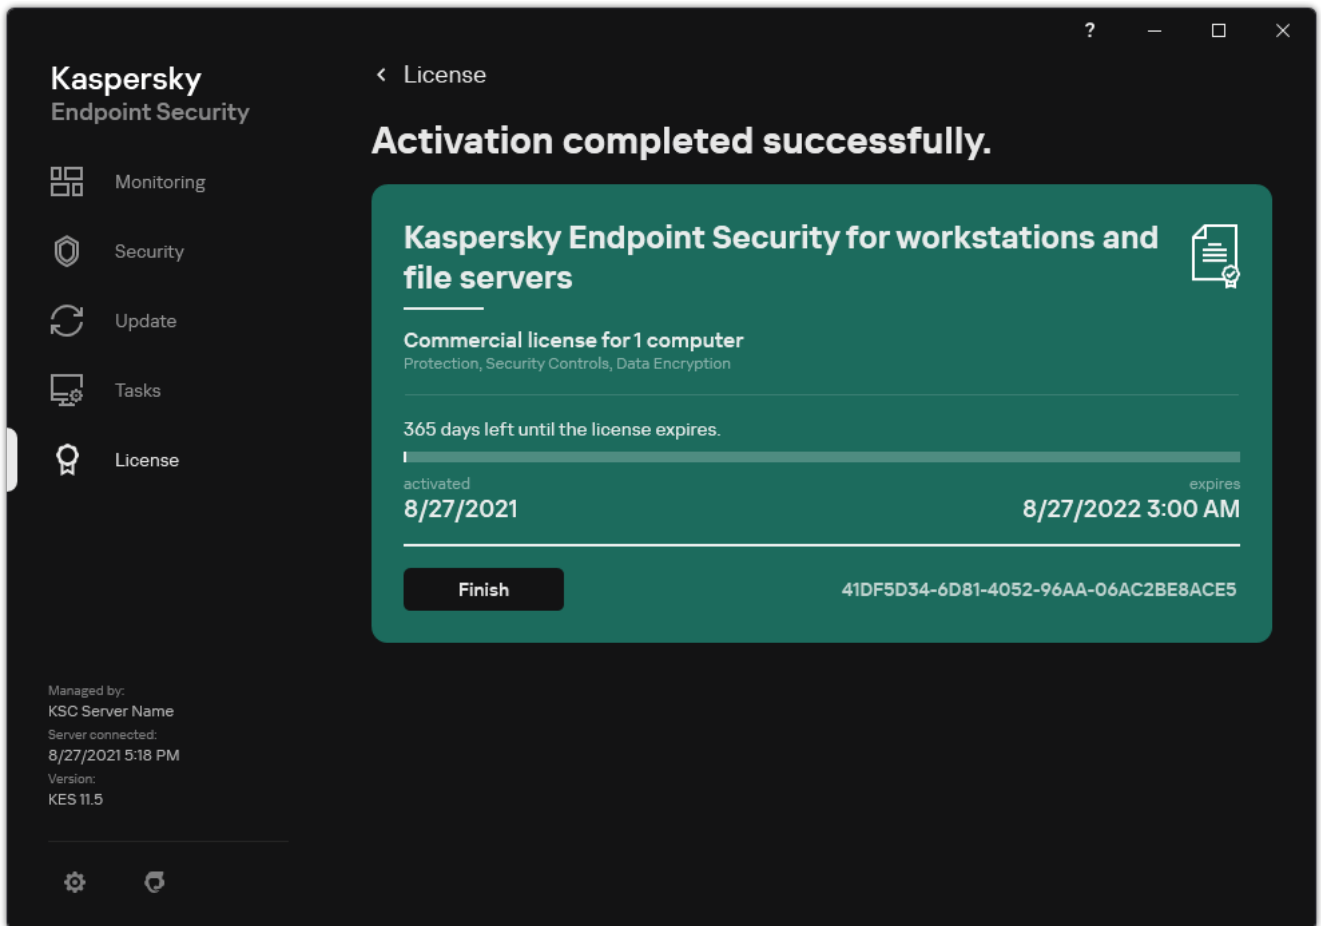 ?
Kaspersky
Endpoint Security
Monitoring
Security
Update
Tasks
License
Managed by:
KSC Server Name
Server connected:
8/27/2021 5:18 PM
Version:
KES 11.5
License
Activation completed successfully.
Kaspersky Endpoint Security for workstations and
file servers
Commercial license for 1 computer
Protection, Security Controls, Data Encryption
365 days left until the license expires.
activated
8/27/2021
expires
8/27/2022 3:00 AM
Finish
41DF5D34-6D81-4052-96AA-06AC2BE8ACE5